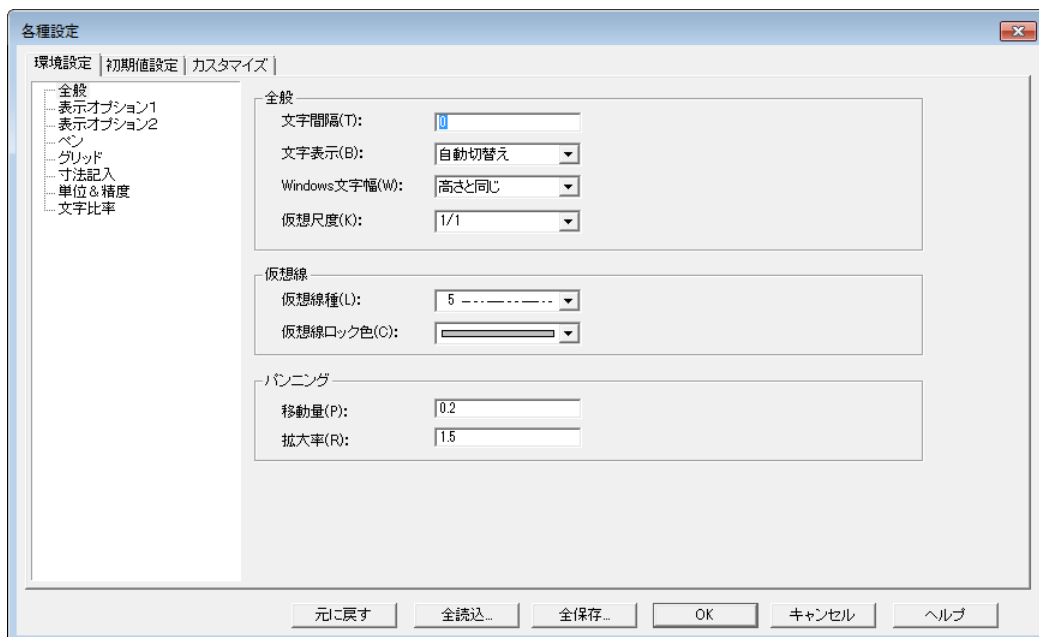 各種設定
環境設定 初期値設定 カスタマイズ
全般
表示オプション1
表示オプション2
ペン
グリッド
寸法記入
単位&精度
文字比率
全般
文字間隔(T): 0
文字表示(B): 自動切替え
Windows文字幅(W): 高さと同じ
仮想尺度(K): 1/1
仮想線
仮想線種(L): 5
仮想線ロック色(C):
パンニング
移動量(P): 0.2
拡大率(R): 1.5
元に戻す 全読込... 全保存... OK キャンセル ヘルプ